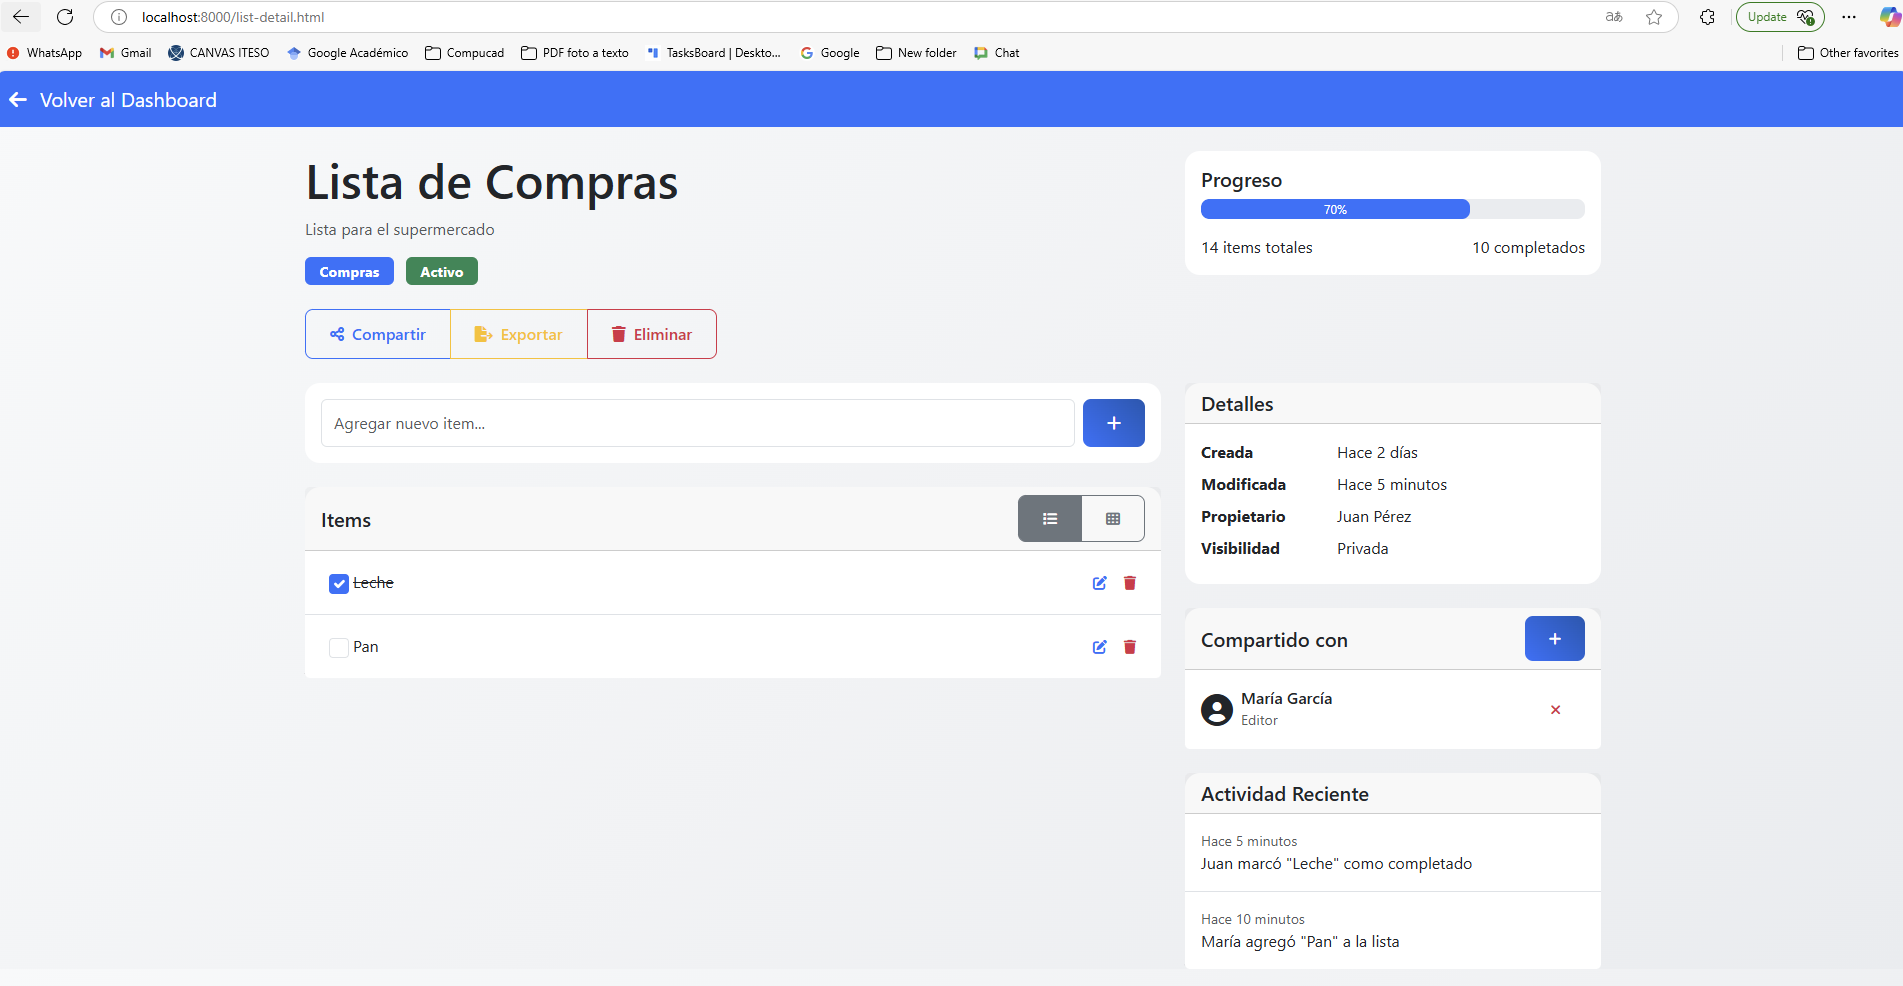 localhost:8000/list-detail.html
aあ
Update
WhatsApp
Gmail
CANVAS ITESO
Google Académico
Compucad
PDF foto a texto
TasksBoard | Deskto...
Google
New folder
Chat
Other favorites
Volver al Dashboard
Lista de Compras
Lista para el supermercado
Compras
Activo
Compartir
Exportar
Eliminar
Progreso
70%
14 items totales
10 completados
Agregar nuevo item...
+
Items
Leche
Pan
Detalles
Creada Hace 2 días
Modificada Hace 5 minutos
Propietario Juan Pérez
Visibilidad Privada
Compartido con
+
María García
Editor
Actividad Reciente
Hace 5 minutos
Juan marcó "Leche" como completado
Hace 10 minutos
María agregó "Pan" a la lista